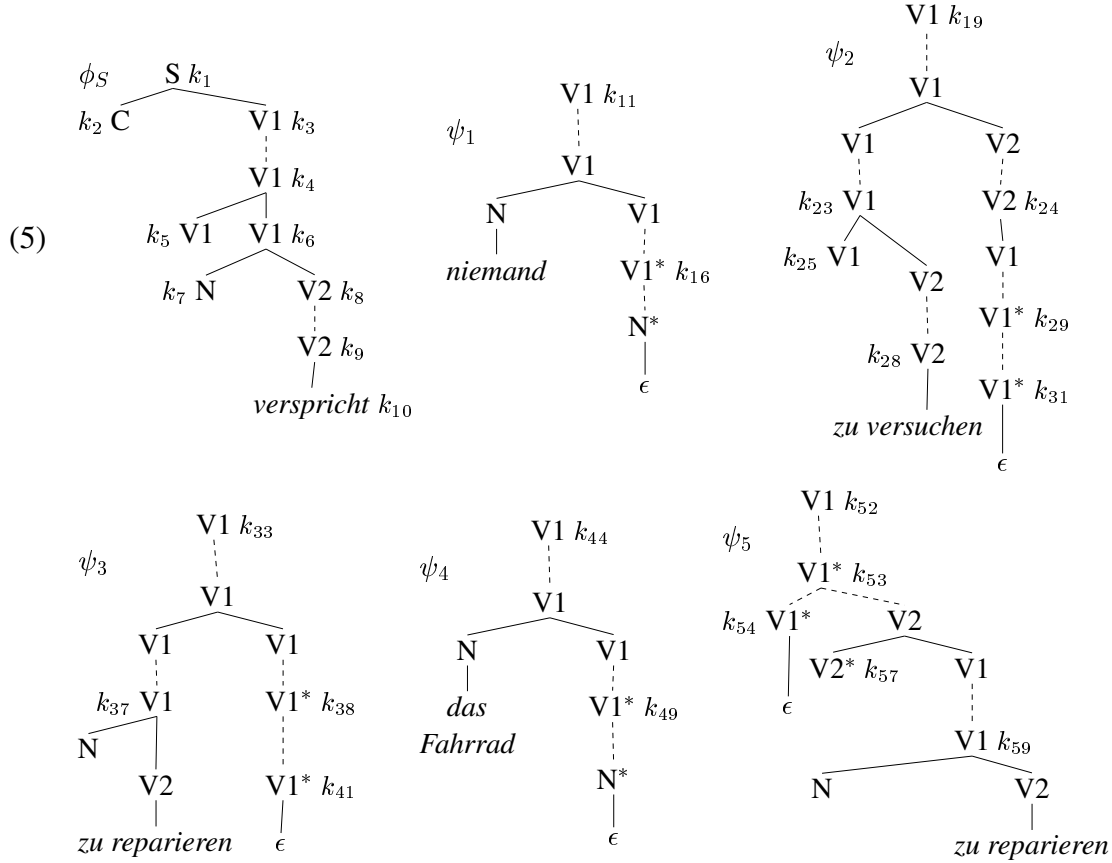 V1 k₁₉
ϕ_S S k₁ ψ₂
V1 k₁₁ V1
k₂ C V1 k₃ ψ₁
V1 V1 V2
V1 k₄
k₂₃ V1 V2 k₂₄
(5) k₅ V1 V1 k₆ N V1
niemand V1* k₁₆ k₂₅ V1 V2 V1
k₇ N V2 k₈
N* V1* k₂₉
V2 k₉ k₂₈ V2
ϵ V1* k₃₁
verspricht k₁₀
zu versuchen
ϵ
V1 k₅₂
V1 k₃₃ V1 k₄₄ ψ₅
ψ₃ ψ₄ V1* k₅₃
V1 V1
k₅₄ V1* V2
V1 V1 N V1
V2* k₅₇ V1
k₃₇ V1 V1* k₃₈ das V1* k₄₉ ϵ
Fahrrad
N V1 k₅₉
V2 V1* k₄₁ N* N V2
zu reparieren ϵ ϵ zu reparieren